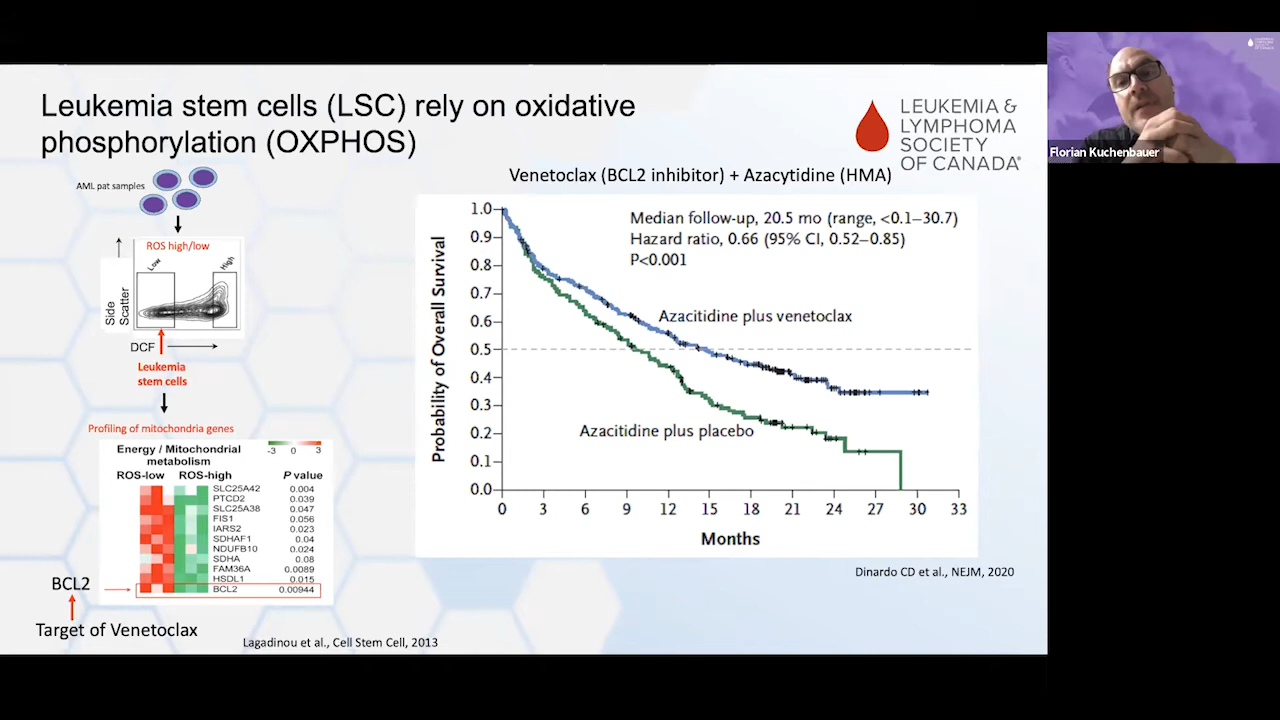 Leukemia stem cells (LSC) rely on oxidative
phosphorylation (OXPHOS)
LEUKEMIA &
LYMPHOMA
SOCIETY
OF CANADA®
Florian Kuchenbauer
AML pat samples
ROS high/low
Low
High
Side
Scatter
DCF
Leukemia
stem cells
Profiling of mitochondria genes
Energy / Mitochondrial
metabolism
-3 0 3
ROS-low ROS-high P value
SLC25A42 0.004
PTCD2 0.039
SLC25A38 0.047
FIS1 0.056
IARS2 0.023
SDHAF1 0.04
NDUFB10 0.024
SDHA 0.08
FAM36A 0.0089
HSDL1 0.015
BCL2 0.00944
BCL2
Target of Venetoclax
Lagadinou et al., Cell Stem Cell, 2013
Venetoclax (BCL2 inhibitor) + Azacytidine (HMA)
Median follow-up, 20.5 mo (range, <0.1–30.7)
Hazard ratio, 0.66 (95% CI, 0.52–0.85)
P<0.001
Azacitidine plus venetoclax
Azacitidine plus placebo
Probability of Overall Survival
1.0
0.9
0.8
0.7
0.6
0.5
0.4
0.3
0.2
0.1
0.0
0 3 6 9 12 15 18 21 24 27 30 33
Months
Dinardo CD et al., NEJM, 2020